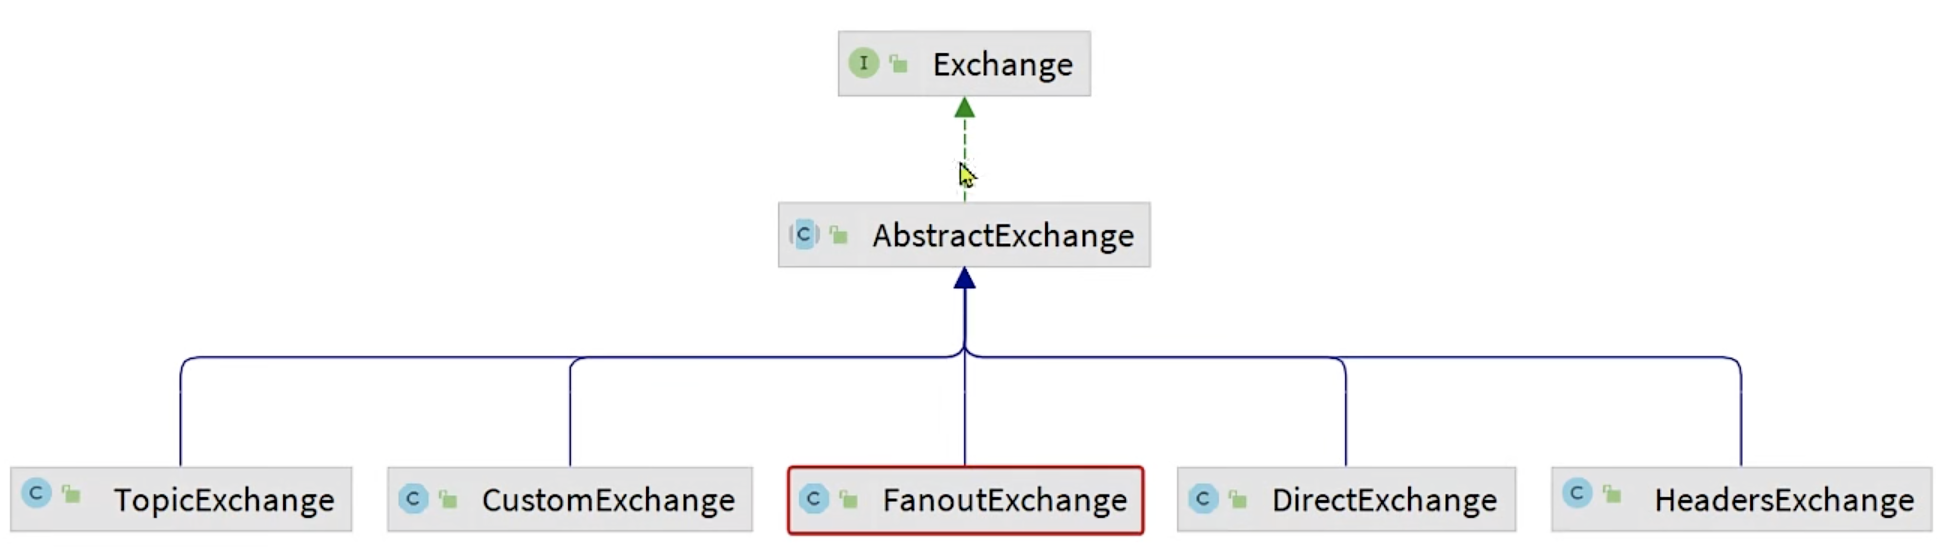 I Exchange
C AbstractExchange
C TopicExchange
C CustomExchange
C FanoutExchange
C DirectExchange
C HeadersExchange